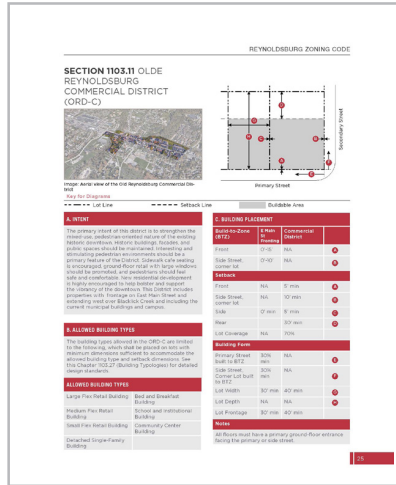 REYNOLDSBURG ZONING CODE
SECTION 1103.11 OLDE
REYNOLDSBURG
COMMERCIAL DISTRICT
(ORD-C)
Image: Aerial view of the Old Reynoldsburg Commercial Dis-
trict
Key for Diagrams
Lot Line
Setback Line
Buildable Area
Primary Street
Secondary Street
A. INTENT
The primary intent of this district is to strengthen the
mixed-use, pedestrian-oriented nature of the existing
historic downtown. Historic buildings, facades, and
public spaces should be maintained. Interesting and
stimulating pedestrian environments should be a
primary feature of the District. Sidewalk cafe seating
is encouraged, ground floor retail with large windows
should be promoted, and pedestrians should feel
safe and comfortable. New residential development
is highly encouraged to help bolster and support
the vibrancy of the downtown. This District includes
properties with frontage on East Main Street and
extending west over Blacklick Creek and including the
current municipal buildings and campus.
B. ALLOWED BUILDING TYPES
The building types allowed in the ORD-C are limited
to the following, which shall be placed on lots with
minimum dimensions sufficient to accommodate the
allowed building type and setback dimensions. See
this Chapter 1103.27 (Building Typologies) for detailed
design standards.
ALLOWED BUILDING TYPES
Large Flex Retail Building Bed and Breakfast
Building
Medium Flex Retail School and Institutional
Building Building
Small Flex Retail Building Community Center
Building
Detached Single-Family
Building
C. BUILDING PLACEMENT
Build-to-Zone E Main Commercial
(BTZ) St District
Fronting
Front 0'-5' NA A
Side Street, 0'-10' NA B
corner lot
Setback
Front NA 5' min A
Side Street, NA 10' min B
corner lot
Side 0' min 5' min C
Rear 30' min D
Lot Coverage NA 70%
Building Form
Primary Street 50% NA E
built to BTZ min
Side Street, 30% NA F
Corner Lot built min
to BTZ
Lot Width 30' min 40' min G
Lot Depth NA NA H
Lot Frontage 30' min 40' min
Notes
All floors must have a primary ground-floor entrance
facing the primary or side street.
25